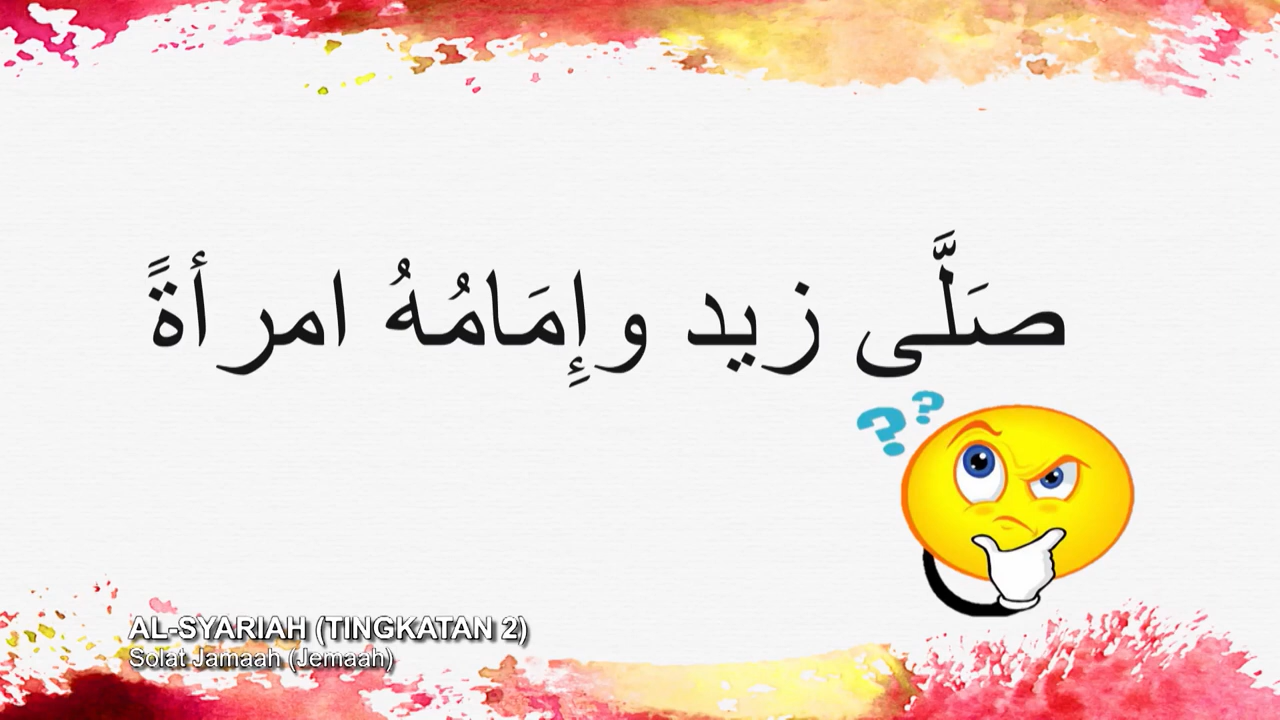 صَلَّى زيد وإِمَامُهُ امرأةً
??
AL-SYARIAH (TINGKATAN 2)
Solat Jamaah (Jemaah)